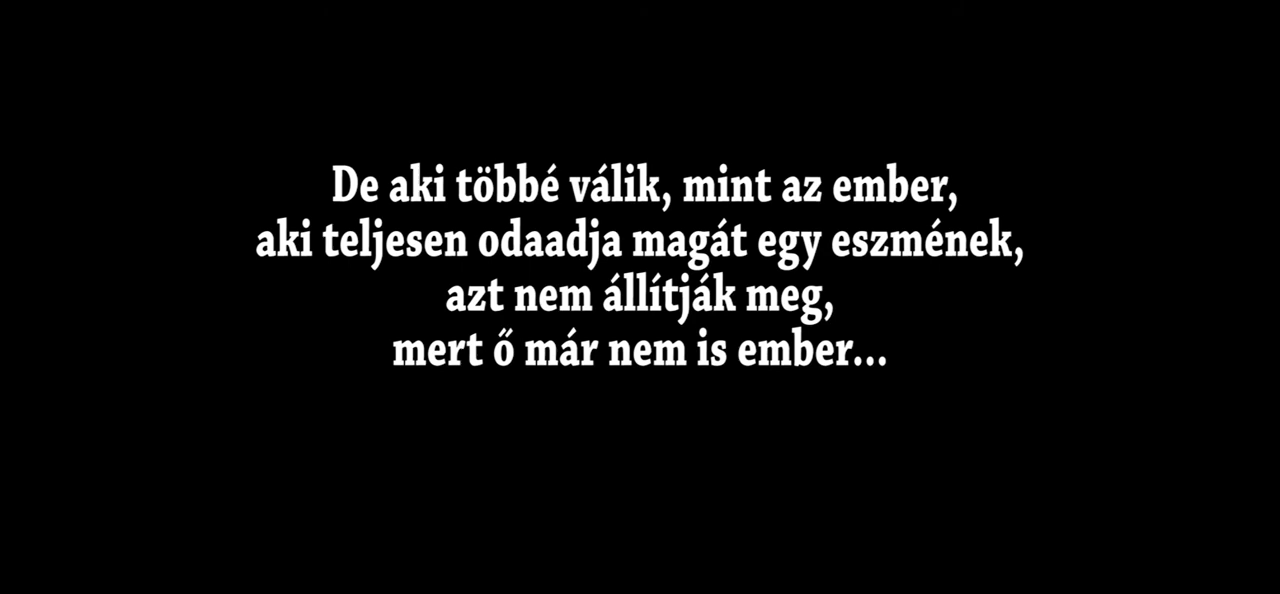 De aki többé válik, mint az ember,
aki teljesen odaadja magát egy eszmének,
azt nem állítják meg,
mert ő már nem is ember...